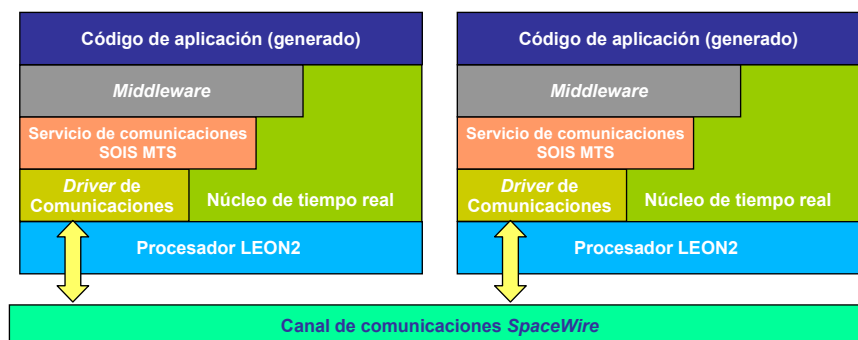 Código de aplicación (generado)
Middleware
Servicio de comunicaciones
SOIS MTS
Driver de
Comunicaciones
Núcleo de tiempo real
Procesador LEON2
Código de aplicación (generado)
Middleware
Servicio de comunicaciones
SOIS MTS
Driver de
Comunicaciones
Núcleo de tiempo real
Procesador LEON2
Canal de comunicaciones SpaceWire